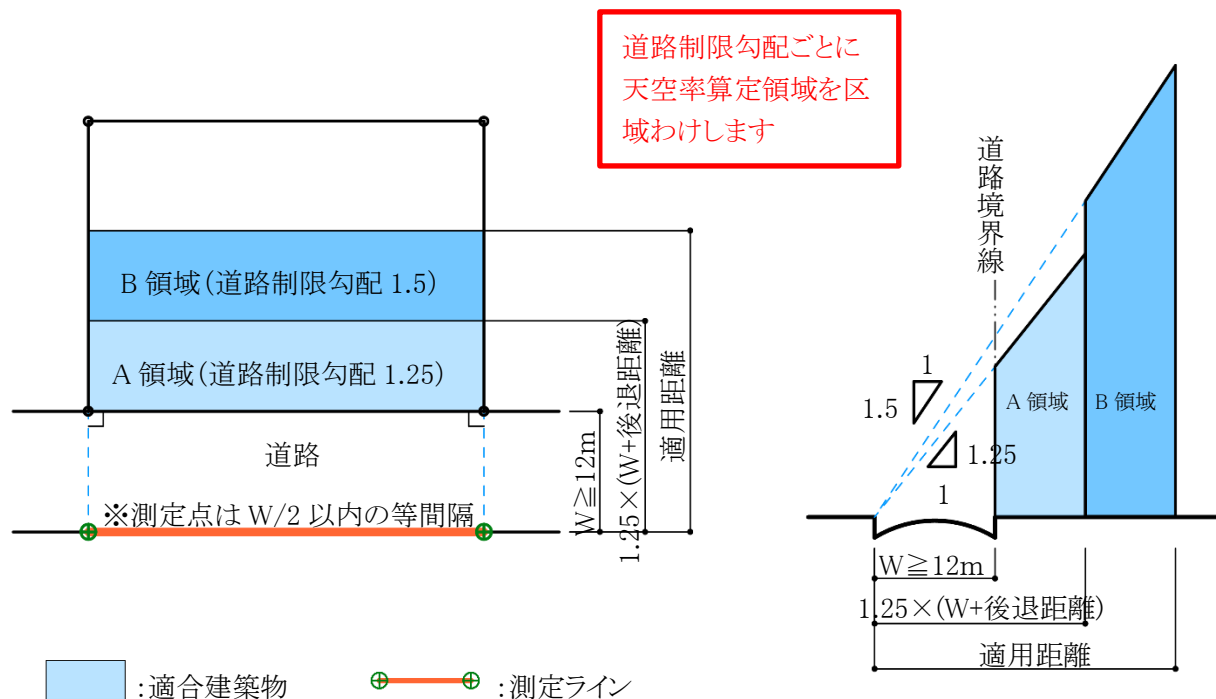 道路制限勾配ごとに
天空率算定領域を区
域わけします
B 領域(道路制限勾配 1.5)
A 領域(道路制限勾配 1.25)
道路
※測定点は W/2 以内の等間隔
W≧12m
1.25×(W+後退距離)
適用距離
道路境界線
1
1.5
1.25
1
A 領域
B 領域
W≧12m
1.25×(W+後退距離)
適用距離
:適合建築物
:測定ライン